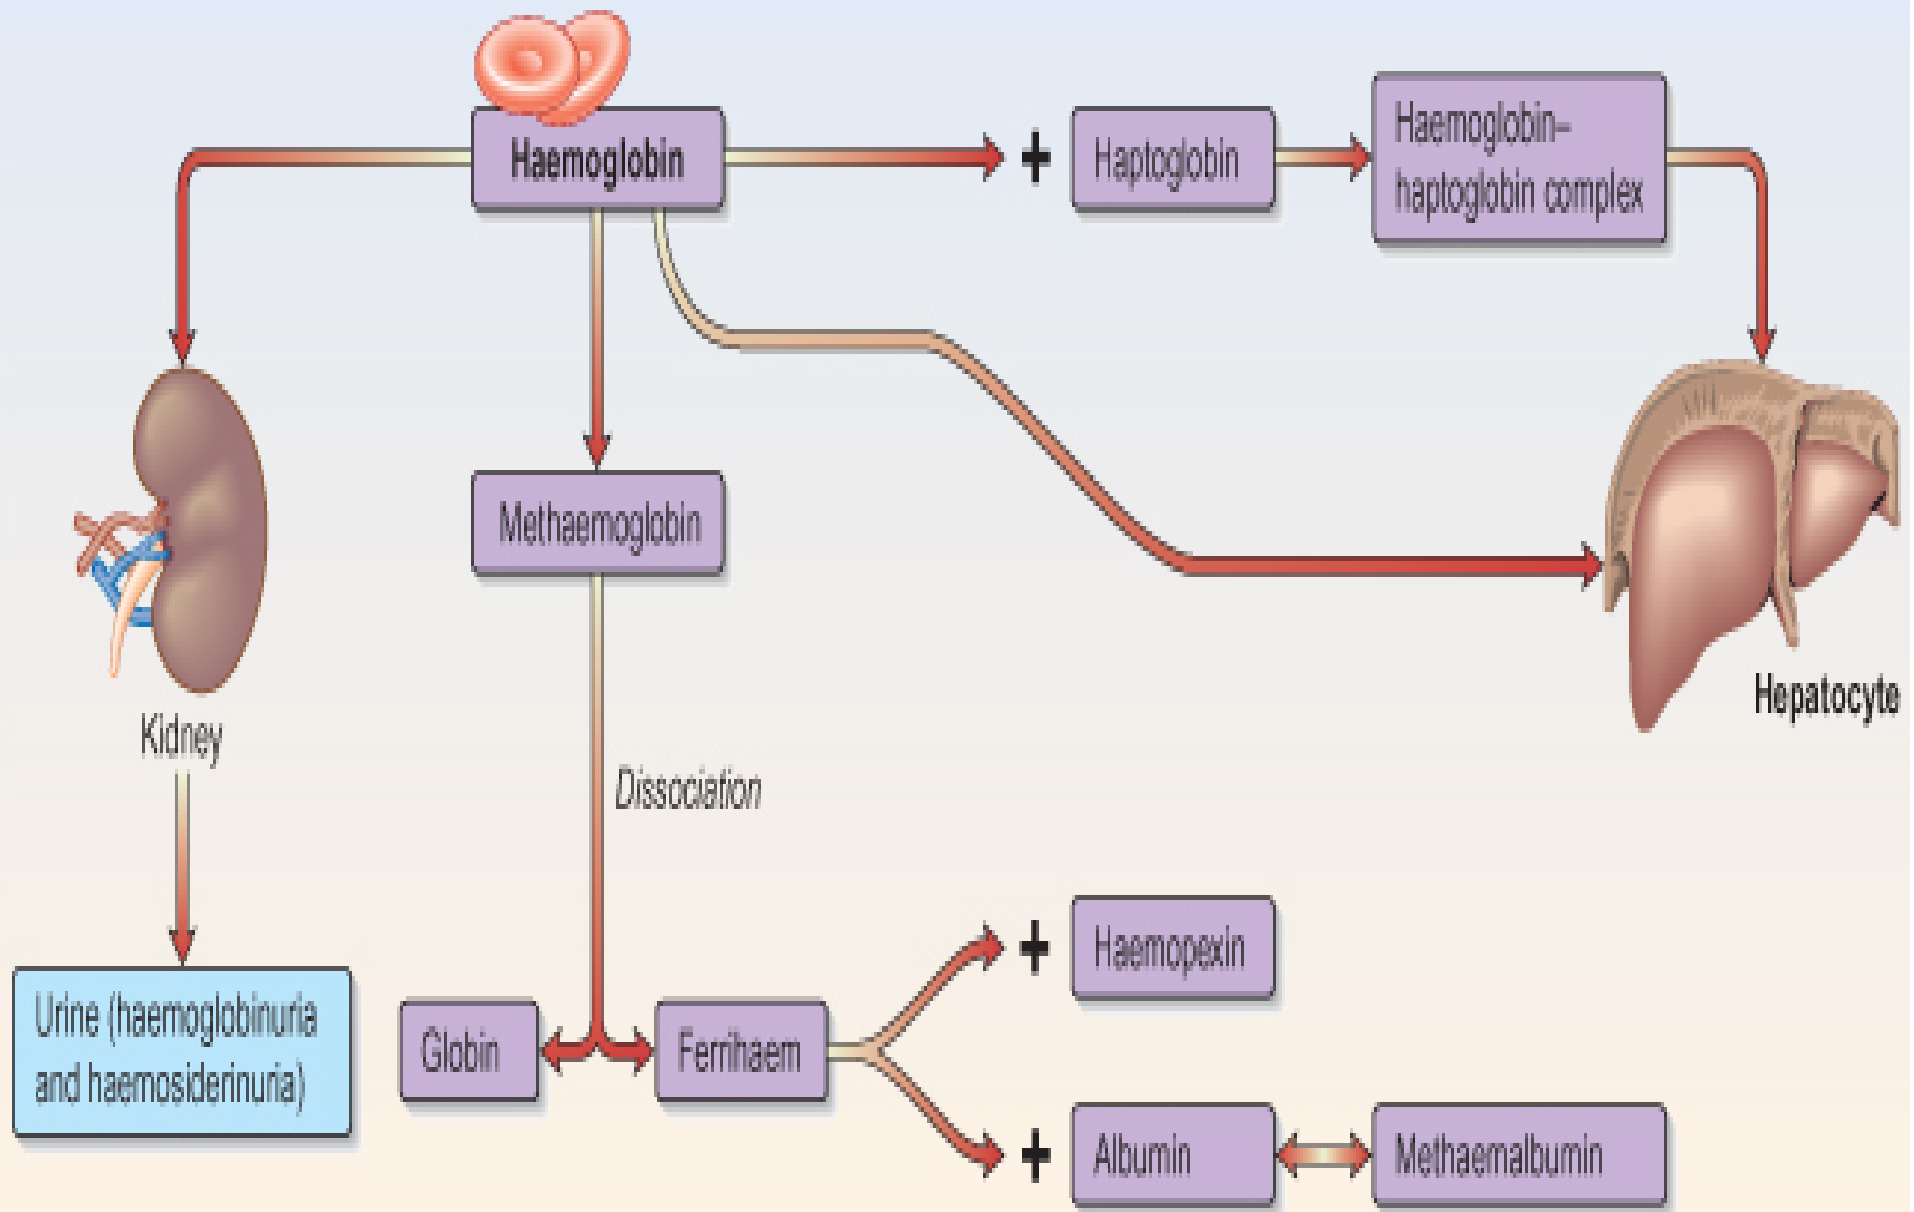 Haemoglobin
+
Haptoglobin
Haemoglobin–
haptoglobin complex
Methaemoglobin
Kidney
Hepatocyte
Dissociation
Urine (haemoglobinuria
and haemosiderinuria)
Globin
Ferrihaem
+
Haemopexin
+
Albumin
Methaemalbumin